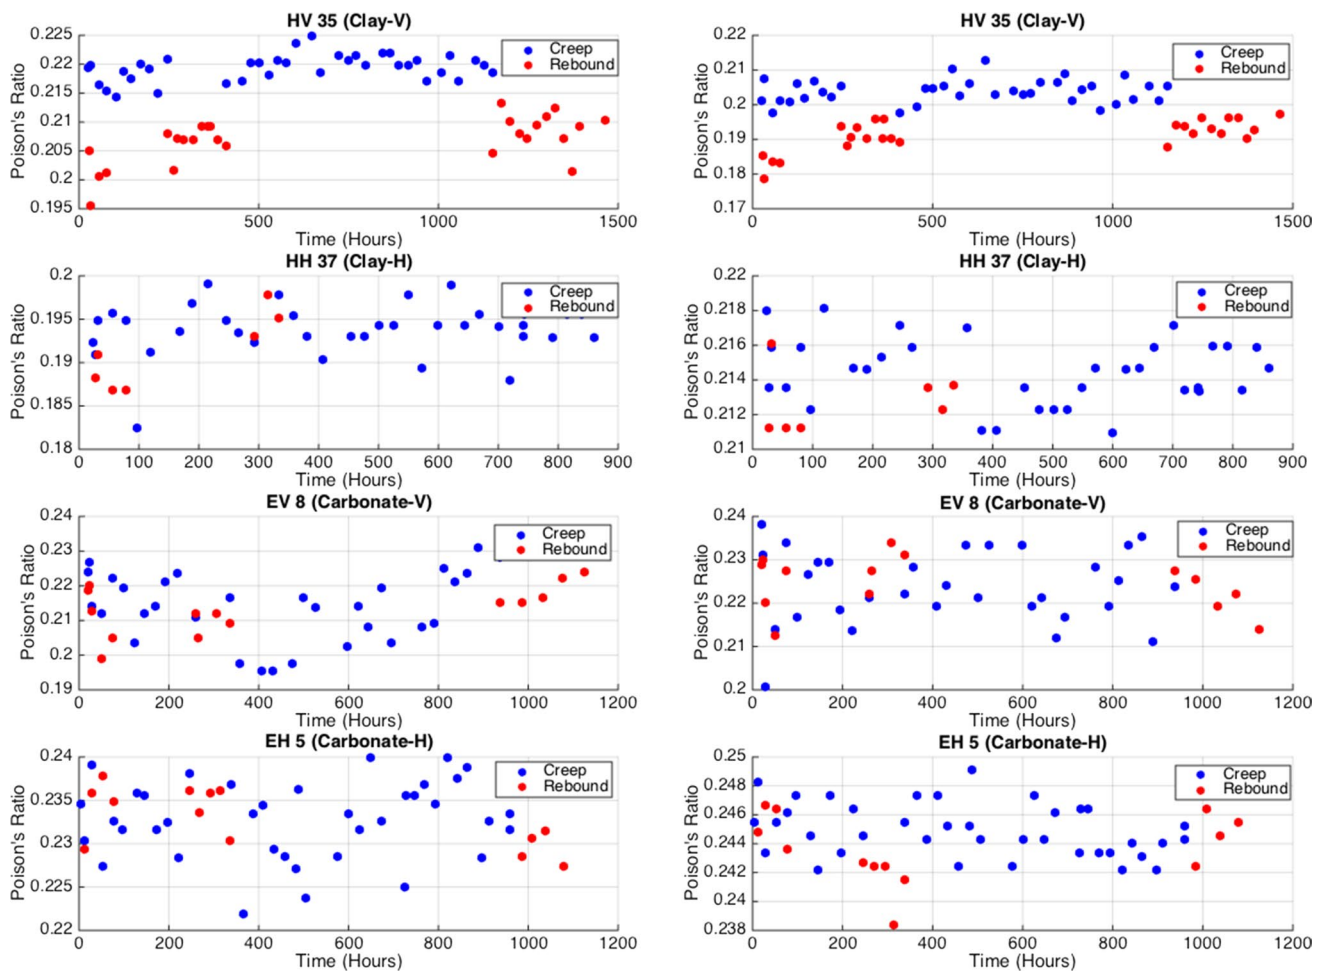 HV 35 (Clay-V)
Poison's Ratio
0.225
0.22
0.215
0.21
0.205
0.2
0.195
Creep
Rebound
0 500 1000 1500
Time (Hours)
HV 35 (Clay-V)
Poison's Ratio
0.22
0.21
0.2
0.19
0.18
0.17
Creep
Rebound
0 500 1000 1500
Time (Hours)
HH 37 (Clay-H)
Poison's Ratio
0.2
0.195
0.19
0.185
0.18
Creep
Rebound
0 100 200 300 400 500 600 700 800 900
Time (Hours)
HH 37 (Clay-H)
Poison's Ratio
0.22
0.218
0.216
0.214
0.212
0.21
Creep
Rebound
0 100 200 300 400 500 600 700 800 900
Time (Hours)
EV 8 (Carbonate-V)
Poison's Ratio
0.24
0.23
0.22
0.21
0.2
0.19
Creep
Rebound
0 200 400 600 800 1000 1200
Time (Hours)
EV 8 (Carbonate-V)
Poison's Ratio
0.24
0.23
0.22
0.21
0.2
Creep
Rebound
0 200 400 600 800 1000 1200
Time (Hours)
EH 5 (Carbonate-H)
Poison's Ratio
0.24
0.235
0.23
0.225
0.22
Creep
Rebound
0 200 400 600 800 1000 1200
Time (Hours)
EH 5 (Carbonate-H)
Poison's Ratio
0.25
0.248
0.246
0.244
0.242
0.24
0.238
Creep
Rebound
0 200 400 600 800 1000 1200
Time (Hours)